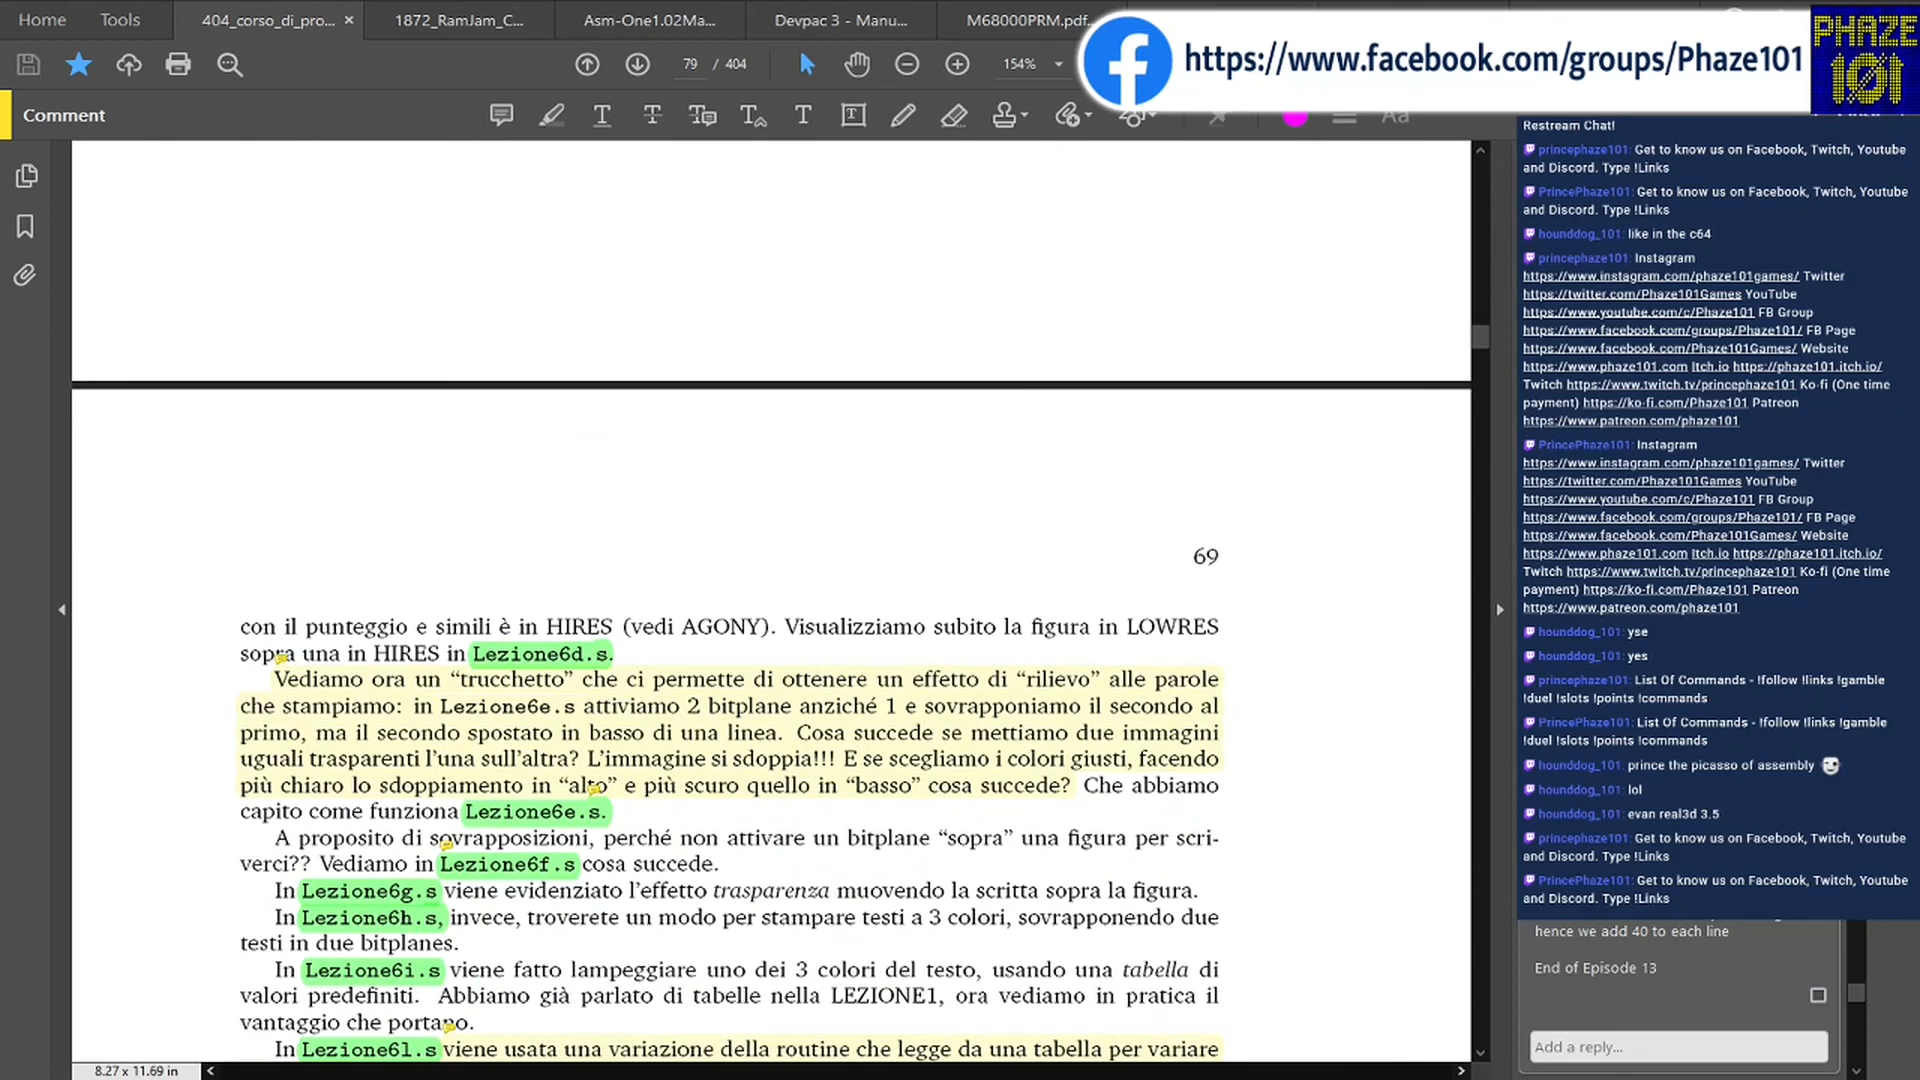 Home
Tools
404_corso_di_pro...
1872_RamJam_C...
Asm-One1.02Ma...
Devpac 3 - Manu...
M68000PRM.pdf...
https://www.facebook.com/groups/Phaze101
PHAZE
101
79 / 404
154%
Comment
Restream Chat!
princephaze101: Get to know us on Facebook, Twitch, Youtube
and Discord. Type !Links
PrincePhaze101: Get to know us on Facebook, Twitch, Youtube
and Discord. Type !Links
hounddog_101: like in the c64
princephaze101: Instagram
https://www.instagram.com/phaze101games/ Twitter
https://twitter.com/Phaze101Games YouTube
https://www.youtube.com/c/Phaze101 FB Group
https://www.facebook.com/groups/Phaze101/ FB Page
https://www.facebook.com/Phaze101Games/ Website
https://www.phaze101.com Itch.io https://phaze101.itch.io/
Twitch https://www.twitch.tv/princephaze101 Ko-fi (One time
payment) https://ko-fi.com/Phaze101 Patreon
https://www.patreon.com/phaze101
PrincePhaze101: Instagram
https://www.instagram.com/phaze101games/ Twitter
https://twitter.com/Phaze101Games YouTube
https://www.youtube.com/c/Phaze101 FB Group
https://www.facebook.com/groups/Phaze101/ FB Page
https://www.facebook.com/Phaze101Games/ Website
https://www.phaze101.com Itch.io https://phaze101.itch.io/
Twitch https://www.twitch.tv/princephaze101 Ko-fi (One time
payment) https://ko-fi.com/Phaze101 Patreon
https://www.patreon.com/phaze101
hounddog_101: yse
hounddog_101: yes
princephaze101: List Of Commands - !follow !links !gamble
!duel !slots !points !commands
PrincePhaze101: List Of Commands - !follow !links !gamble
!duel !slots !points !commands
hounddog_101: prince the picasso of assembly
hounddog_101: lol
hounddog_101: evan real3d 3.5
princephaze101: Get to know us on Facebook, Twitch, Youtube
and Discord. Type !Links
PrincePhaze101: Get to know us on Facebook, Twitch, Youtube
and Discord. Type !Links
hence we add 40 to each line
End of Episode 13
Add a reply...
69
con il punteggio e simili è in HIRES (vedi AGONY). Visualizziamo subito la figura in LOWRES
sopra una in HIRES in Lezione6d.s.
Vediamo ora un “trucchetto” che ci permette di ottenere un effetto di “rilievo” alle parole
che stampiamo: in Lezione6e.s attiviamo 2 bitplane anziché 1 e sovrapponiamo il secondo al
primo, ma il secondo spostato in basso di una linea. Cosa succede se mettiamo due immagini
uguali trasparenti l’una sull’altra? L’immagine si sdoppia!!! E se scegliamo i colori giusti, facendo
più chiaro lo sdoppiamento in “alto” e più scuro quello in “basso” cosa succede? Che abbiamo
capito come funziona Lezione6e.s.
A proposito di sovrapposizioni, perché non attivare un bitplane “sopra” una figura per scri-
verci?? Vediamo in Lezione6f.s cosa succede.
In Lezione6g.s viene evidenziato l’effetto trasparenza muovendo la scritta sopra la figura.
In Lezione6h.s, invece, troverete un modo per stampare testi a 3 colori, sovrapponendo due
testi in due bitplanes.
In Lezione6i.s viene fatto lampeggiare uno dei 3 colori del testo, usando una tabella di
valori predefiniti. Abbiamo già parlato di tabelle nella LEZIONE1, ora vediamo in pratica il
vantaggio che portano.
In Lezione6l.s viene usata una variazione della routine che legge da una tabella per variare
8.27 x 11.69 in